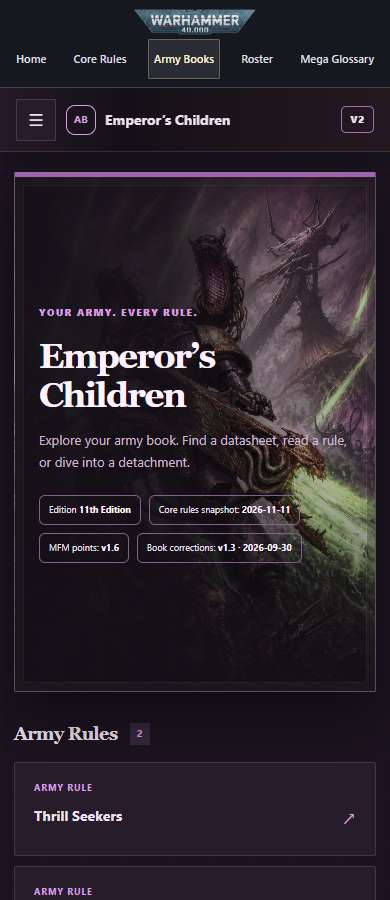 WARHAMMER
40,000
Home Core Rules Army Books Roster Mega Glossary
☰ AB Emperor's Children V2
YOUR ARMY. EVERY RULE.
Emperor’s
Children
Explore your army book. Find a datasheet, read a rule,
or dive into a detachment.
Edition 11th Edition Core rules snapshot: 2026-11-11
MFM points: v1.6 Book corrections: v1.3 · 2026-09-30
Army Rules 2
ARMY RULE
Thrill Seekers ↗
ARMY RULE